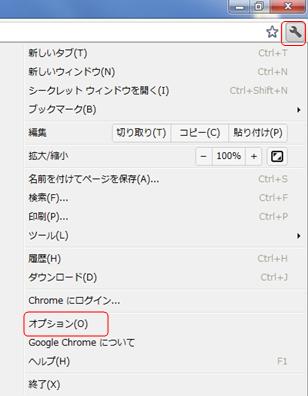 新しいタブ(T) Ctrl+T
新しいウィンドウ(N) Ctrl+N
シークレット ウィンドウを開く(I) Ctrl+Shift+N
ブックマーク(B)
編集 切り取り(T) コピー(C) 貼り付け(P)
拡大/縮小 − 100% +
名前を付けてページを保存(A)... Ctrl+S
検索(F)... Ctrl+F
印刷(P)... Ctrl+P
ツール(L)
履歴(H) Ctrl+H
ダウンロード(D) Ctrl+J
Chrome にログイン...
オプション(O)
Google Chrome について
ヘルプ(H) F1
終了(X)